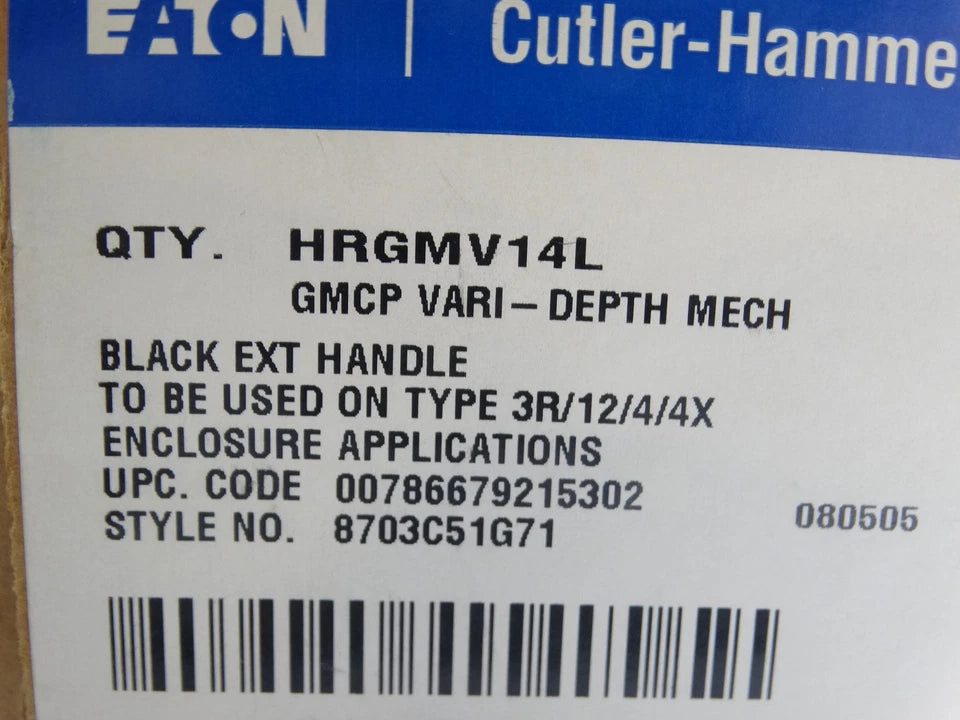 EATON | Cutler-Hamme
QTY. HRGMV14L
GMCP VARI-DEPTH MECH
BLACK EXT HANDLE
TO BE USED ON TYPE 3R/12/4/4X
ENCLOSURE APPLICATIONS
UPC. CODE 00786679215302
STYLE NO. 8703C51G71 080505